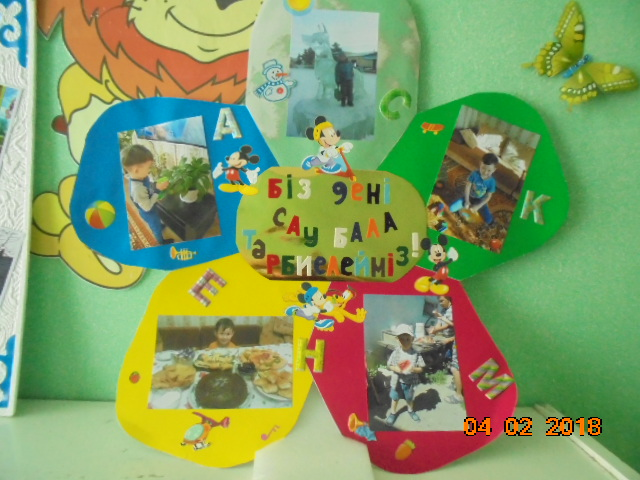 С
А
К
БІЗ ДЕНІ
САУ БАЛА
ТӘРБИЕЛЕЙМІЗ!
Е
Н
М
04 02 2018